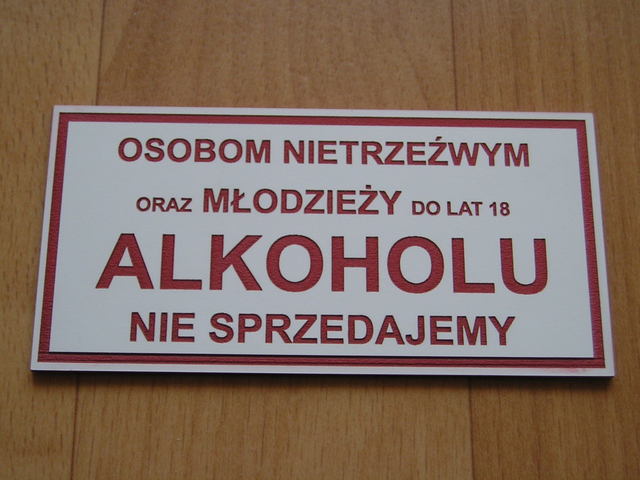 OSOBOM NIETRZEŹWYM
ORAZ MŁODZIEŻY DO LAT 18
ALKOHOLU
NIE SPRZEDAJEMY